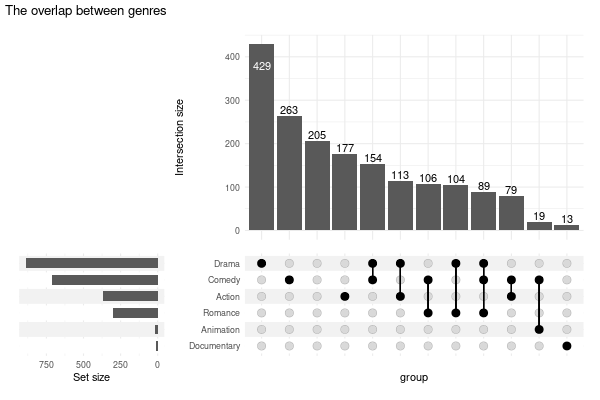 The overlap between genres
Intersection size
400
300
200
100
0
429
263
205
177
154
113
106
104
89
79
19
13
Drama
Comedy
Action
Romance
Animation
Documentary
750
500
250
0
Set size
group